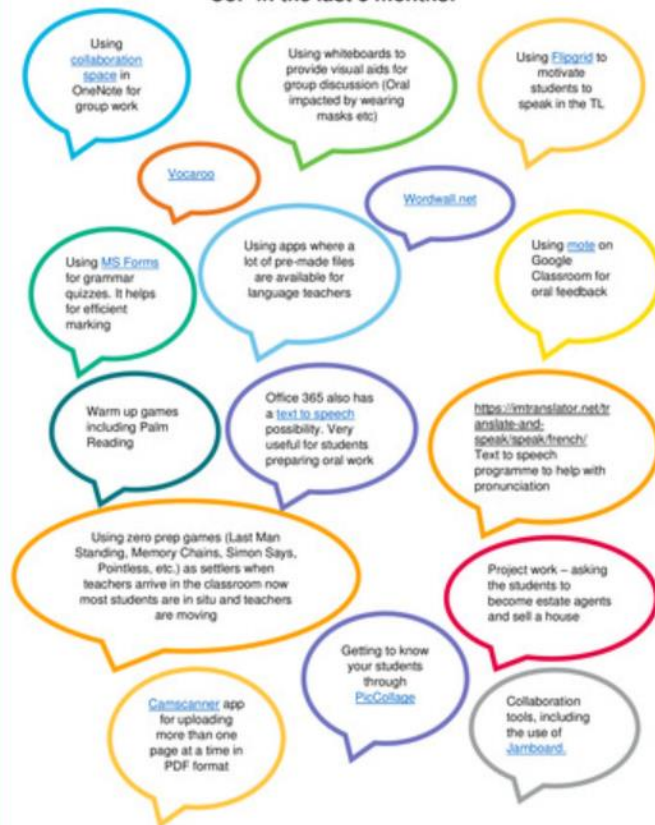 in the last
months?
Using
collaboration
space in
OneNote for
group work
Using whiteboards to
provide visual aids for
group discussion (Oral
impacted by wearing
masks etc)
Using Flipgrid to
motivate
students to
speak in the TL
Vocaroo
Wordwall.net
Using MS Forms
for grammar
quizzes. It helps
for efficient
marking
Using apps where a
lot of pre-made files
are available for
language teachers
Using mote on
Google
Classroom for
oral feedback
Warm up games
including Palm
Reading
Office 365 also has
a text to speech
possibility. Very
useful for students
preparing oral work
https://imtranslator.net/tr
anslate-and-
speak/speak/french/
Text to speech
programme to help with
pronunciation
Using zero prep games (Last Man
Standing, Memory Chains, Simon Says,
Pointless, etc.) as settlers when
teachers arrive in the classroom now
most students are in situ and teachers
are moving
Project work – asking
the students to
become estate agents
and sell a house
Getting to know
your students
through
PicCollage
Camscanner app
for uploading
more than one
page at a time in
PDF format
Collaboration
tools, including
the use of
Jamboard.